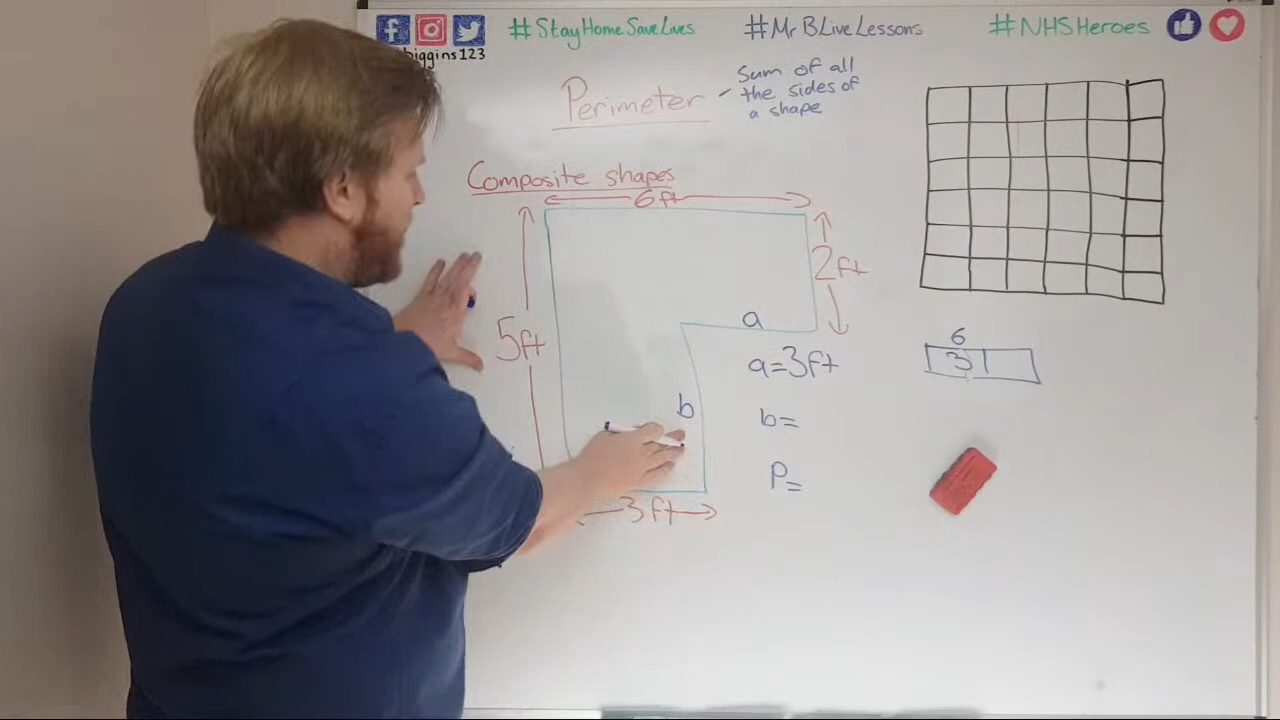 #StayHomeSaveLives
#MrBLiveLessons
#NHSHeroes
biggins123
Perimeter
- Sum of all
the sides of
a shape
Composite shapes
6ft
2ft
5ft
a
a=3ft
b
b=
P=
3ft
6
3